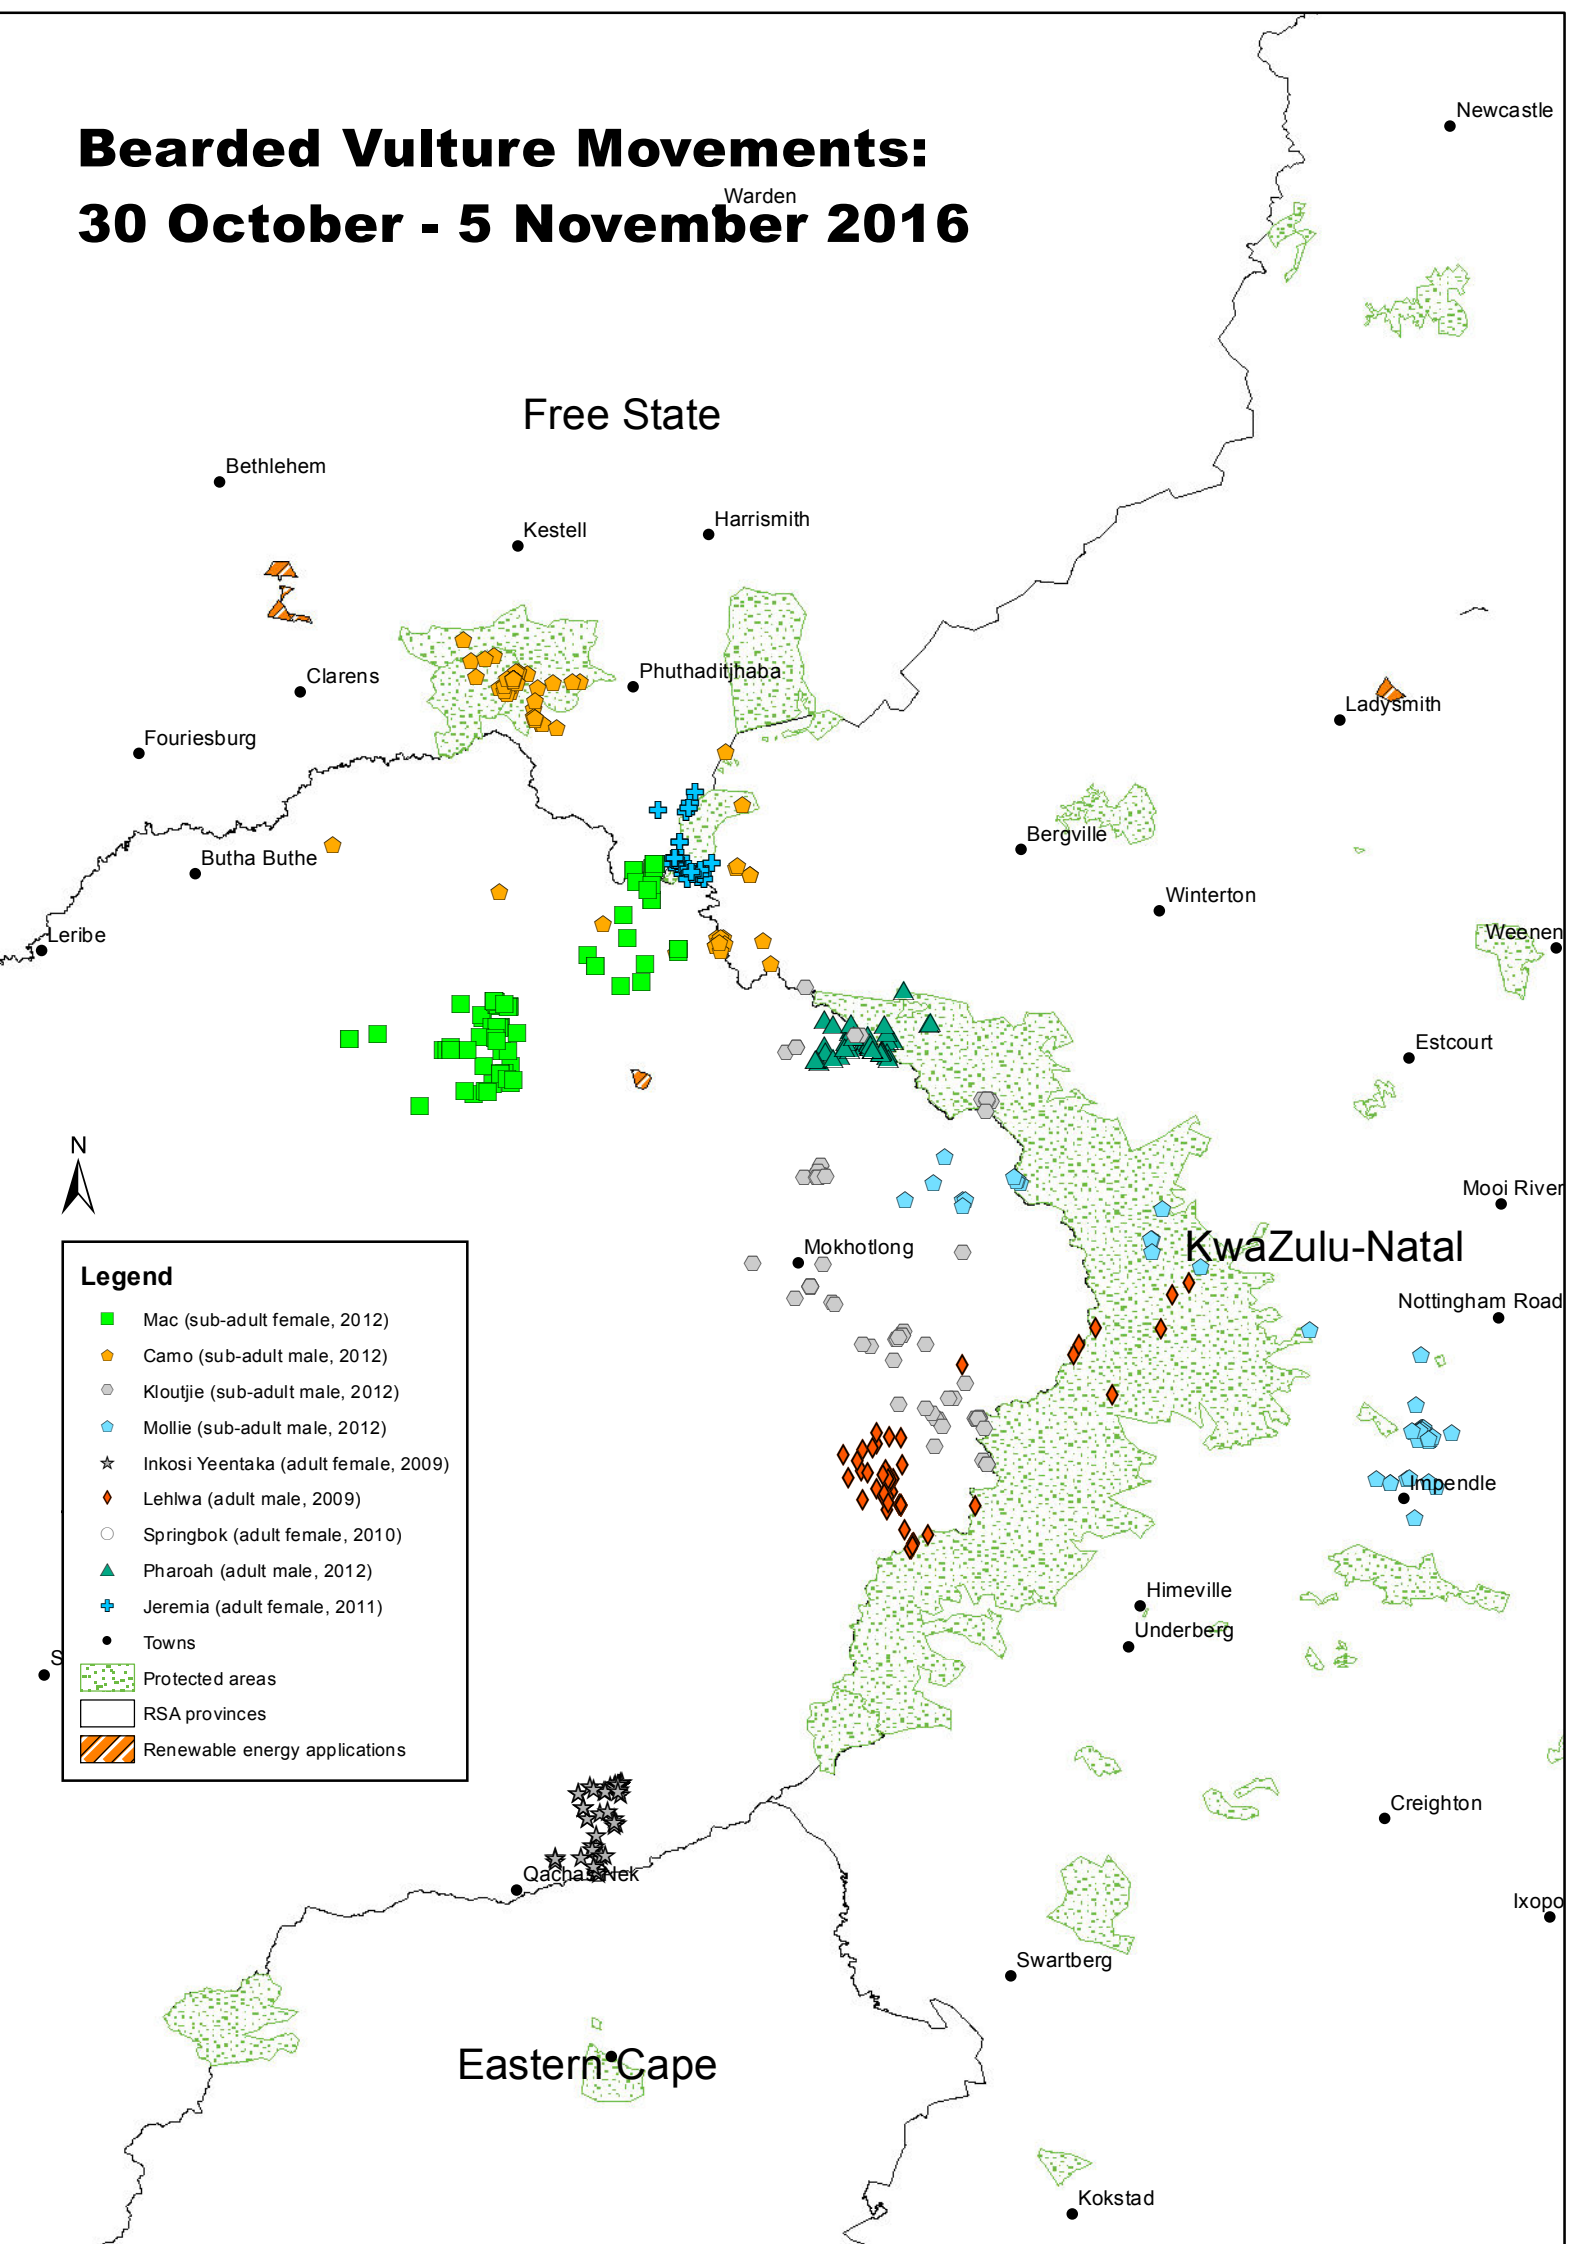 Bearded Vulture Movements:
30 October - 5 November 2016
Newcastle
Warden
Free State
Bethlehem
Kestell
Harrismith
Clarens
Phuthaditjhaba
Ladysmith
Fouriesburg
Butha Buthe
Bergville
Winterton
Leribe
Weenen
Estcourt
N
Mooi River
Mokhotlong
KwaZulu-Natal
Nottingham Road
Legend
Mac (sub-adult female, 2012)
Camo (sub-adult male, 2012)
Kloutjie (sub-adult male, 2012)
Mollie (sub-adult male, 2012)
Inkosi Yeentaka (adult female, 2009)
Lehlwa (adult male, 2009)
Springbok (adult female, 2010)
Pharoah (adult male, 2012)
Jeremia (adult female, 2011)
Towns
Protected areas
RSA provinces
Renewable energy applications
Impendle
Himeville
Underberg
S
Creighton
Qachas Nek
Ixopo
Swartberg
Eastern Cape
Kokstad